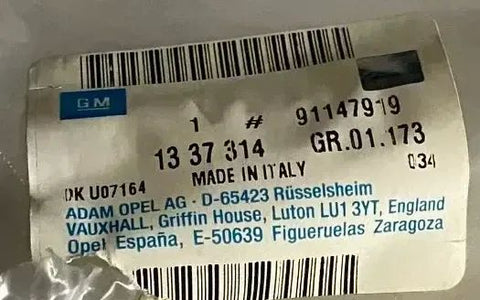 GM
1 # 91147919
13 37 314 GR.01.173
MADE IN ITALY 034
DK U07164
ADAM OPEL AG · D-65423 Rüsselsheim
VAUXHALL, Griffin House, Luton LU1 3YT, England
Opel España, E-50639 Figueruelas Zaragoza